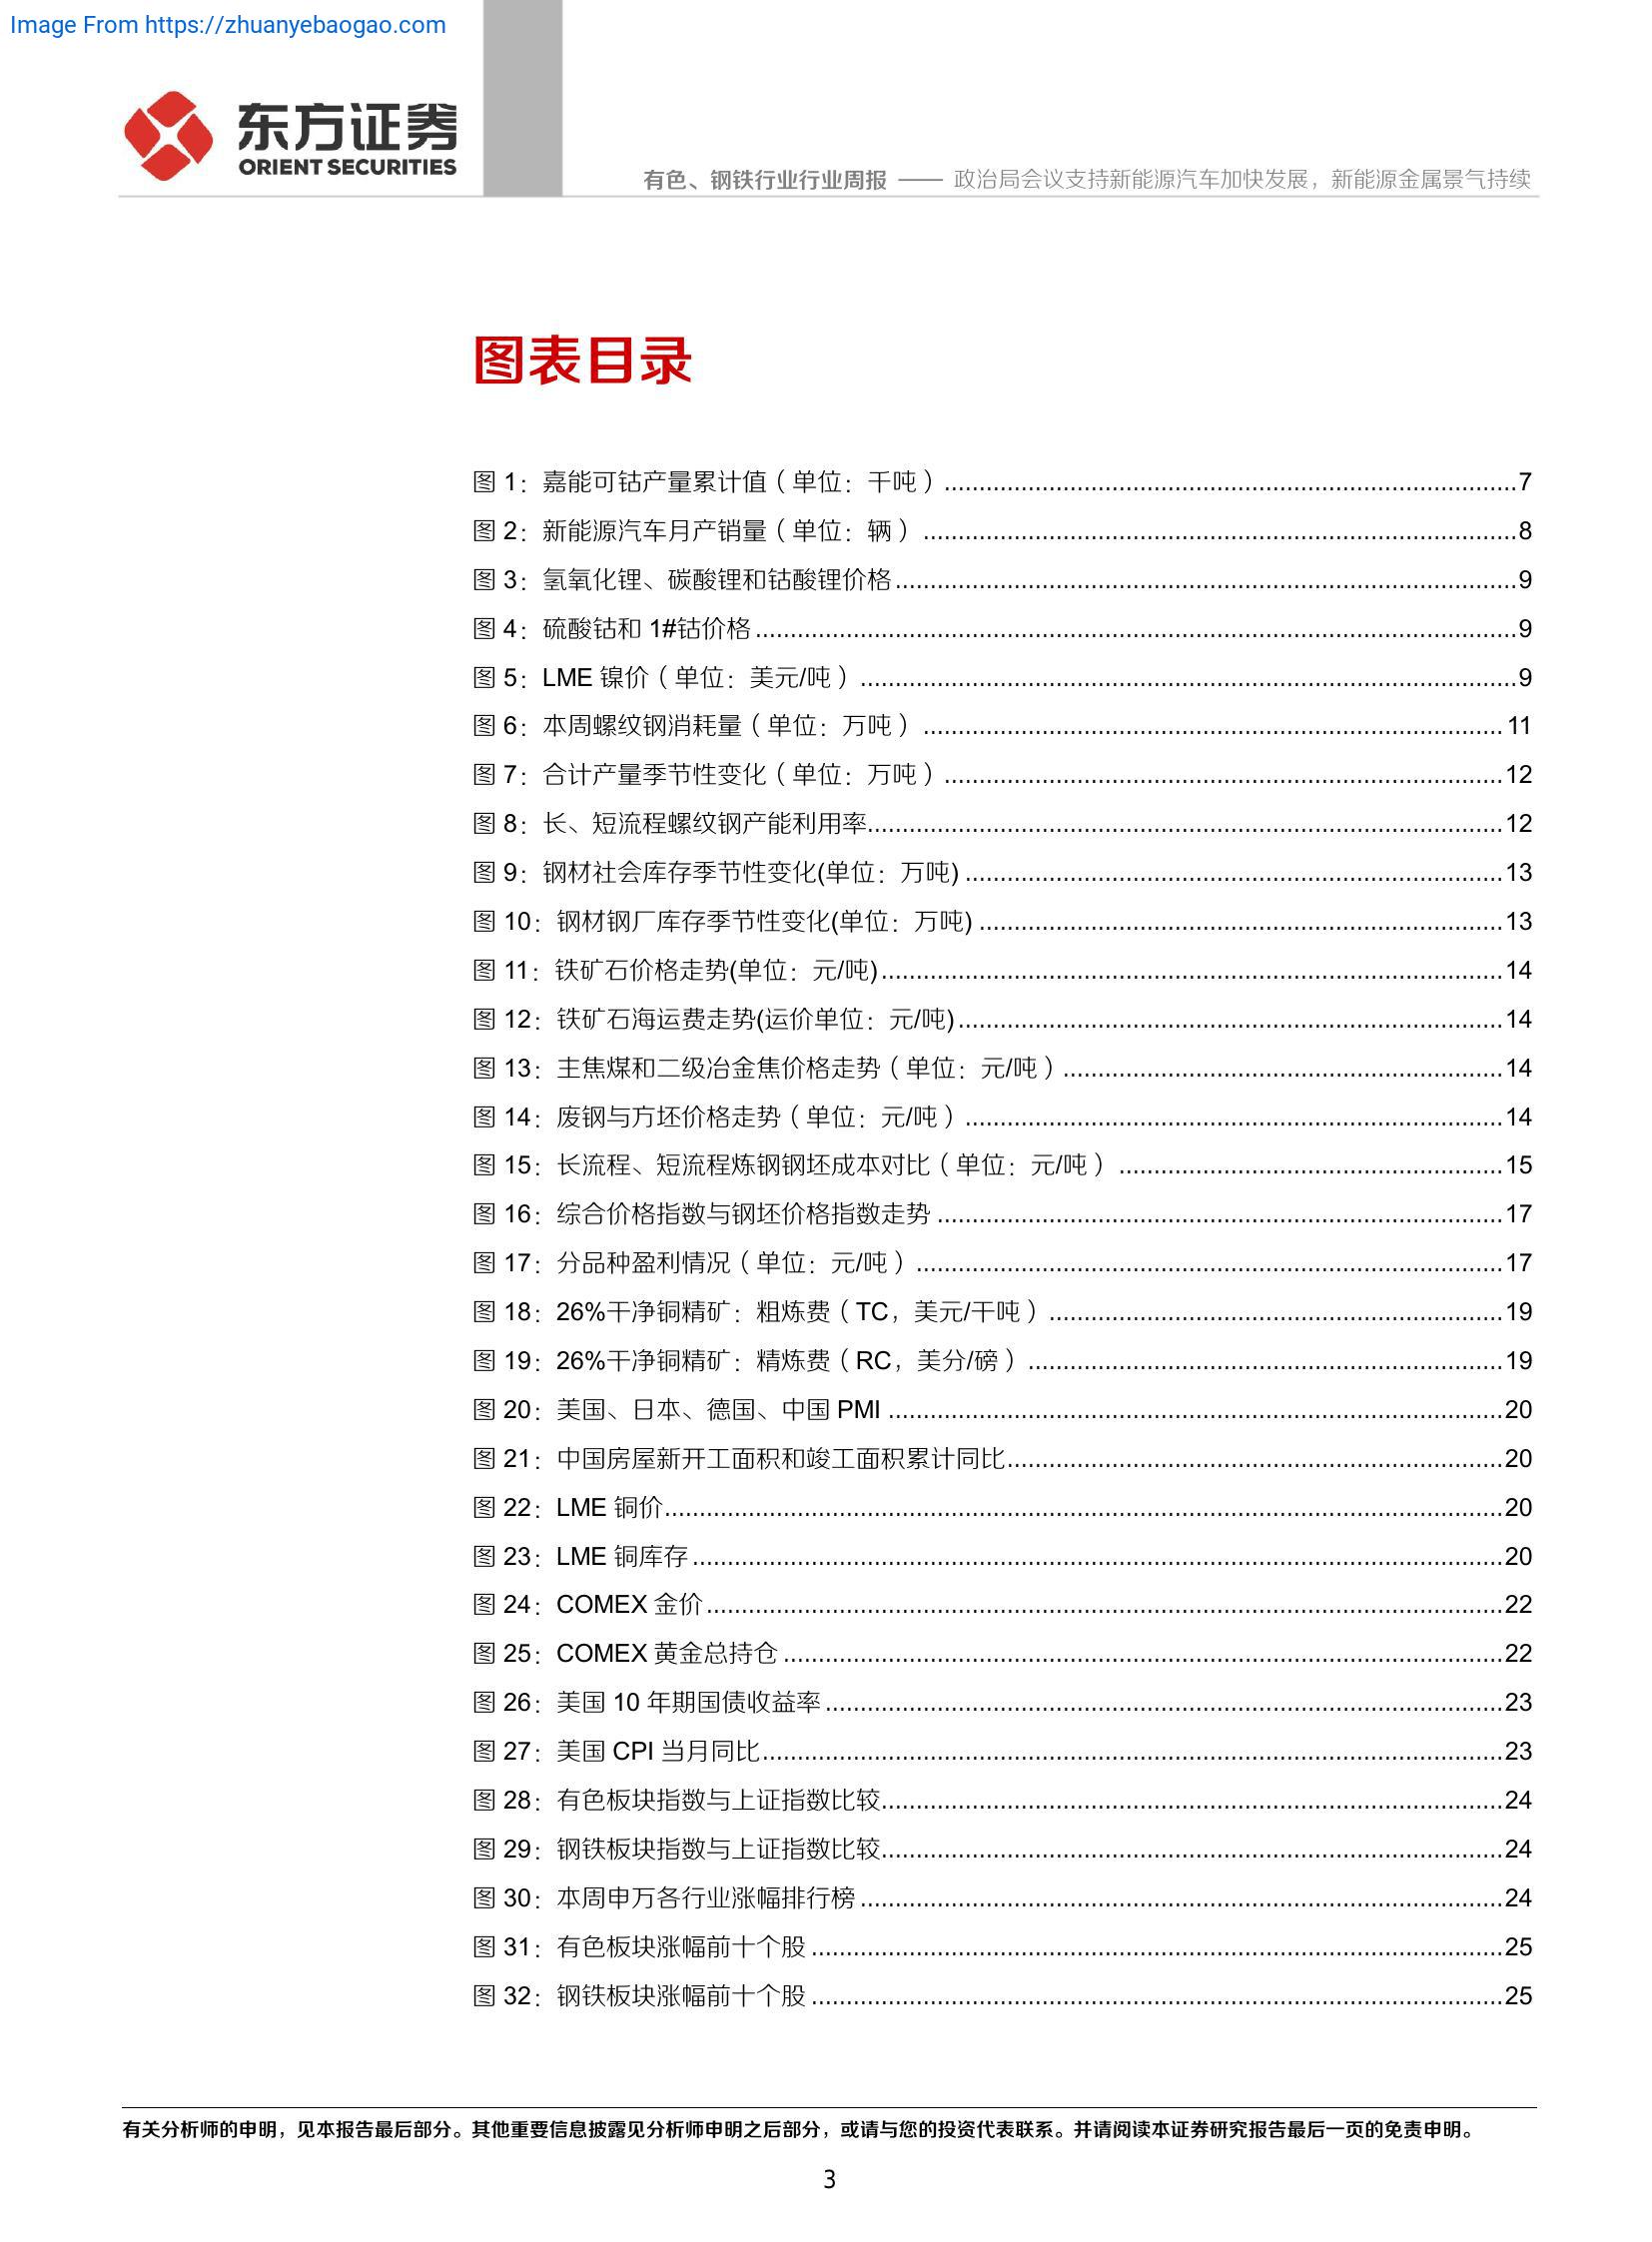 Image From https://zhuanyebaogao.com
东方证券
ORIENT SECURITIES
有色、钢铁行业行业周报 —— 政治局会议支持新能源汽车加快发展，新能源金属景气持续
图表目录
图 1：嘉能可钴产量累计值（单位：千吨）........................7
图 2：新能源汽车月产销量（单位：辆）........................8
图 3：氢氧化锂、碳酸锂和钴酸锂价格........................9
图 4：硫酸钴和 1#钴价格........................9
图 5：LME 镍价（单位：美元/吨）........................9
图 6：本周螺纹钢消耗量（单位：万吨）........................11
图 7：合计产量季节性变化（单位：万吨）........................12
图 8：长、短流程螺纹钢产能利用率........................12
图 9：钢材社会库存季节性变化(单位：万吨)........................13
图 10：钢材钢厂库存季节性变化(单位：万吨)........................13
图 11：铁矿石价格走势(单位：元/吨)........................14
图 12：铁矿石海运费走势(运价单位：元/吨)........................14
图 13：主焦煤和二级冶金焦价格走势（单位：元/吨）........................14
图 14：废钢与方坯价格走势（单位：元/吨）........................14
图 15：长流程、短流程炼钢钢坯成本对比（单位：元/吨）........................15
图 16：综合价格指数与钢坯价格指数走势........................17
图 17：分品种盈利情况（单位：元/吨）........................17
图 18：26%干净铜精矿：粗炼费（TC，美元/干吨）........................19
图 19：26%干净铜精矿：精炼费（RC，美分/磅）........................19
图 20：美国、日本、德国、中国 PMI........................20
图 21：中国房屋新开工面积和竣工面积累计同比........................20
图 22：LME 铜价........................20
图 23：LME 铜库存........................20
图 24：COMEX 金价........................22
图 25：COMEX 黄金总持仓........................22
图 26：美国 10 年期国债收益率........................23
图 27：美国 CPI 当月同比........................23
图 28：有色板块指数与上证指数比较........................24
图 29：钢铁板块指数与上证指数比较........................24
图 30：本周申万各行业涨幅排行榜........................24
图 31：有色板块涨幅前十个股........................25
图 32：钢铁板块涨幅前十个股........................25
有关分析师的申明，见本报告最后部分。其他重要信息披露见分析师申明之后部分，或请与您的投资代表联系。并请阅读本证券研究报告最后一页的免责申明。
3